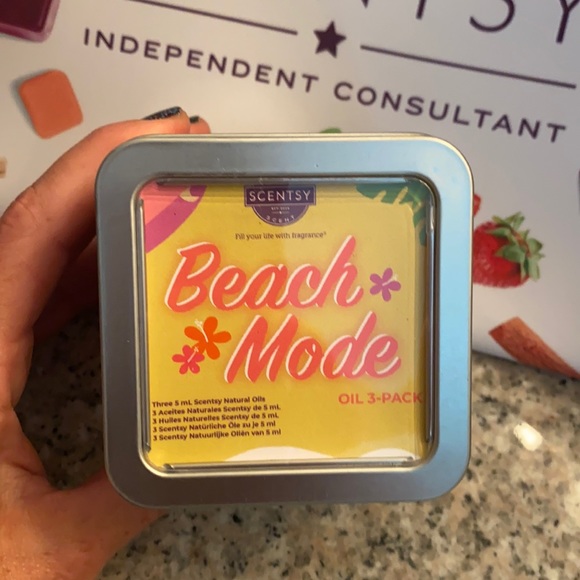 NTSY
INDEPENDENT CONSULTANT
SCENTSY
Fill your life with fragrance®
Beach
Mode
OIL 3-PACK
Three 5 mL Scentsy Natural Oils
3 Aceites Naturales Scentsy de 5 mL
3 Huiles Naturelles Scentsy de 5 mL
3 Scentsy Natürliche Öle zu je 5 ml
3 Scentsy Natuurlijke Oliën van 5 ml